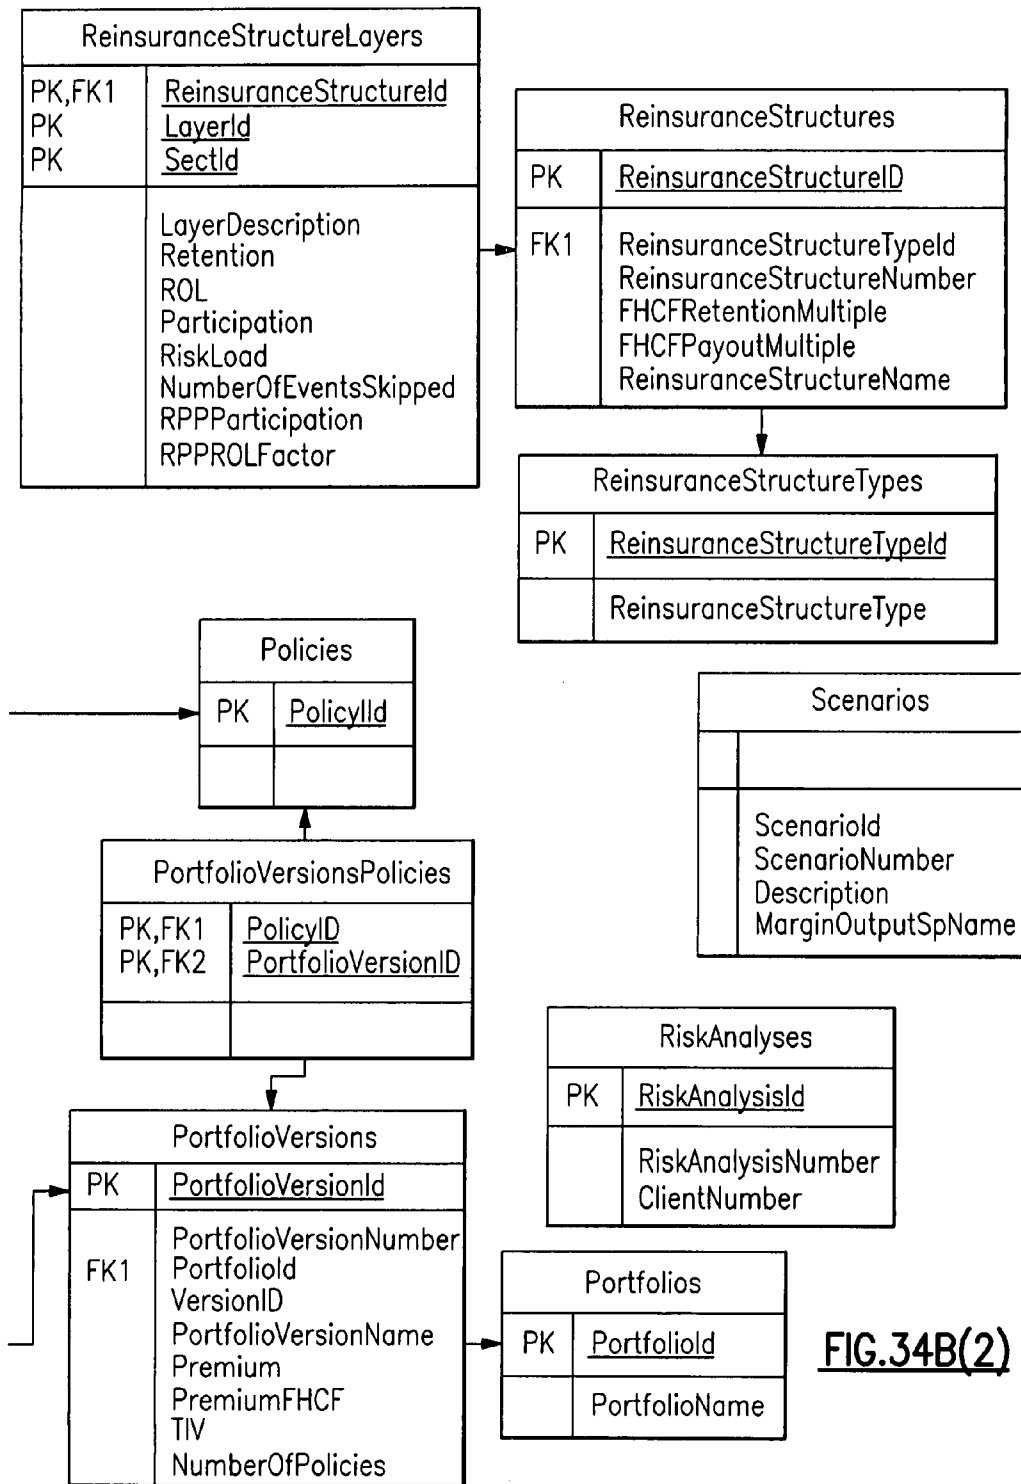 ReinsuranceStructureLayers
PK,FK1 ReinsuranceStructureId
PK LayerId
PK SectId
LayerDescription
Retention
ROL
Participation
RiskLoad
NumberOfEventsSkipped
RPPParticipation
RPPROLFactor
ReinsuranceStructures
PK ReinsuranceStructureID
FK1 ReinsuranceStructureTypeId
ReinsuranceStructureNumber
FHCFRetentionMultiple
FHCFPayoutMultiple
ReinsuranceStructureName
ReinsuranceStructureTypes
PK ReinsuranceStructureTypeId
ReinsuranceStructureType
Policies
PK PolicyIId
Scenarios
ScenarioId
ScenarioNumber
Description
MarginOutputSpName
PortfolioVersionsPolicies
PK,FK1 PolicyID
PK,FK2 PortfolioVersionID
RiskAnalyses
PK RiskAnalysisId
RiskAnalysisNumber
ClientNumber
PortfolioVersions
PK PortfolioVersionId
PortfolioVersionNumber
FK1 PortfolioId
VersionID
PortfolioVersionName
Premium
PremiumFHCF
TIV
NumberOfPolicies
Portfolios
PK PortfolioId
PortfolioName
FIG.34B(2)